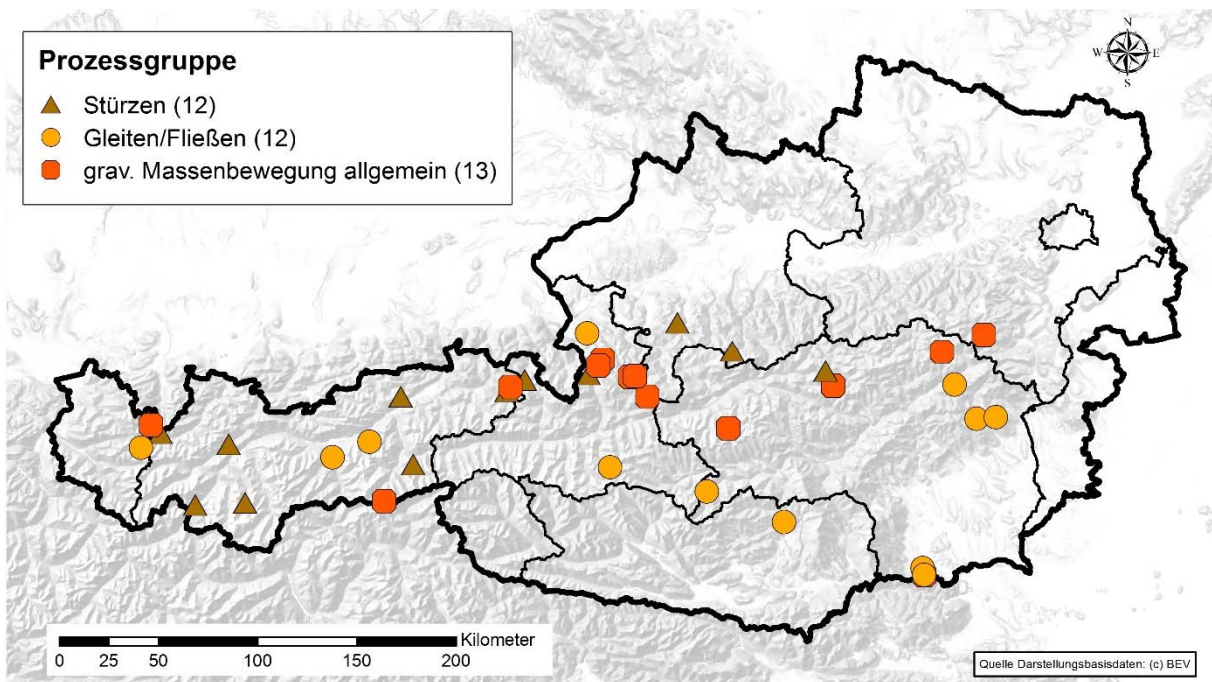 Prozessgruppe
Stürzen (12)
Gleiten/Fließen (12)
grav. Massenbewegung allgemein (13)
N
W E
S
Kilometer
0 25 50 100 150 200
Quelle Darstellungsbasisdaten: (c) BEV